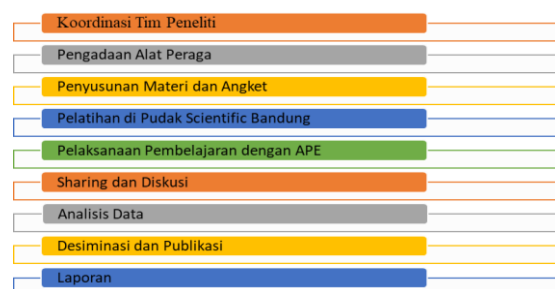 Koordinasi Tim Peneliti
Pengadaan Alat Peraga
Penyusunan Materi dan Angket
Pelatihan di Pudak Scientific Bandung
Pelaksanaan Pembelajaran dengan APE
Sharing dan Diskusi
Analisis Data
Desiminasi dan Publikasi
Laporan